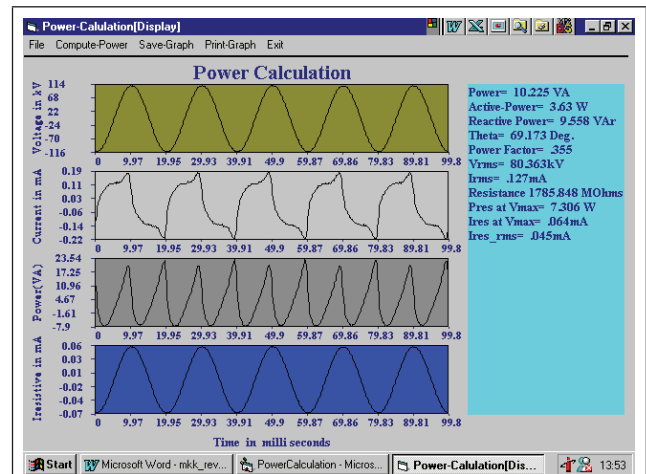 Power-Calulation[Display]
File Compute-Power Save-Graph Print-Graph Exit
Power Calculation
Voltage in kV
114
68
22
-24
-70
-116
0 9.97 19.95 29.93 39.91 49.9 59.86 69.86 79.83 89.81 99.8
Current in mA
0.19
0.11
0.03
-0.06
-0.14
-0.22
0 9.97 19.95 29.93 39.91 49.9 59.86 69.86 79.83 89.81 99.8
Power(VA)
23.54
17.25
10.96
4.67
-1.61
-7.9
0 9.97 19.95 29.93 39.91 49.9 59.86 69.86 79.83 89.81 99.8
Iresistive in mA
0.06
0.03
0.01
-0.02
-0.04
-0.07
0 9.97 19.95 29.93 39.91 49.9 59.86 69.86 79.83 89.81 99.8
Time in milli seconds
Power= 10.225 VA
Active-Power= 3.63 W
Reactive Power= 9.558 VAr
Theta= 69.173 Deg.
Power Factor= .355
Vrms= 80.363kV
Irms= .127mA
Resistance 1785.848 MOhms
Pres at Vmax= 7.306 W
Ires at Vmax= .064mA
Ires_rms= .045mA
Start Microsoft Word - mkk_rev... PowerCalculation - Micros... Power-Calulation[Dis... 13:53